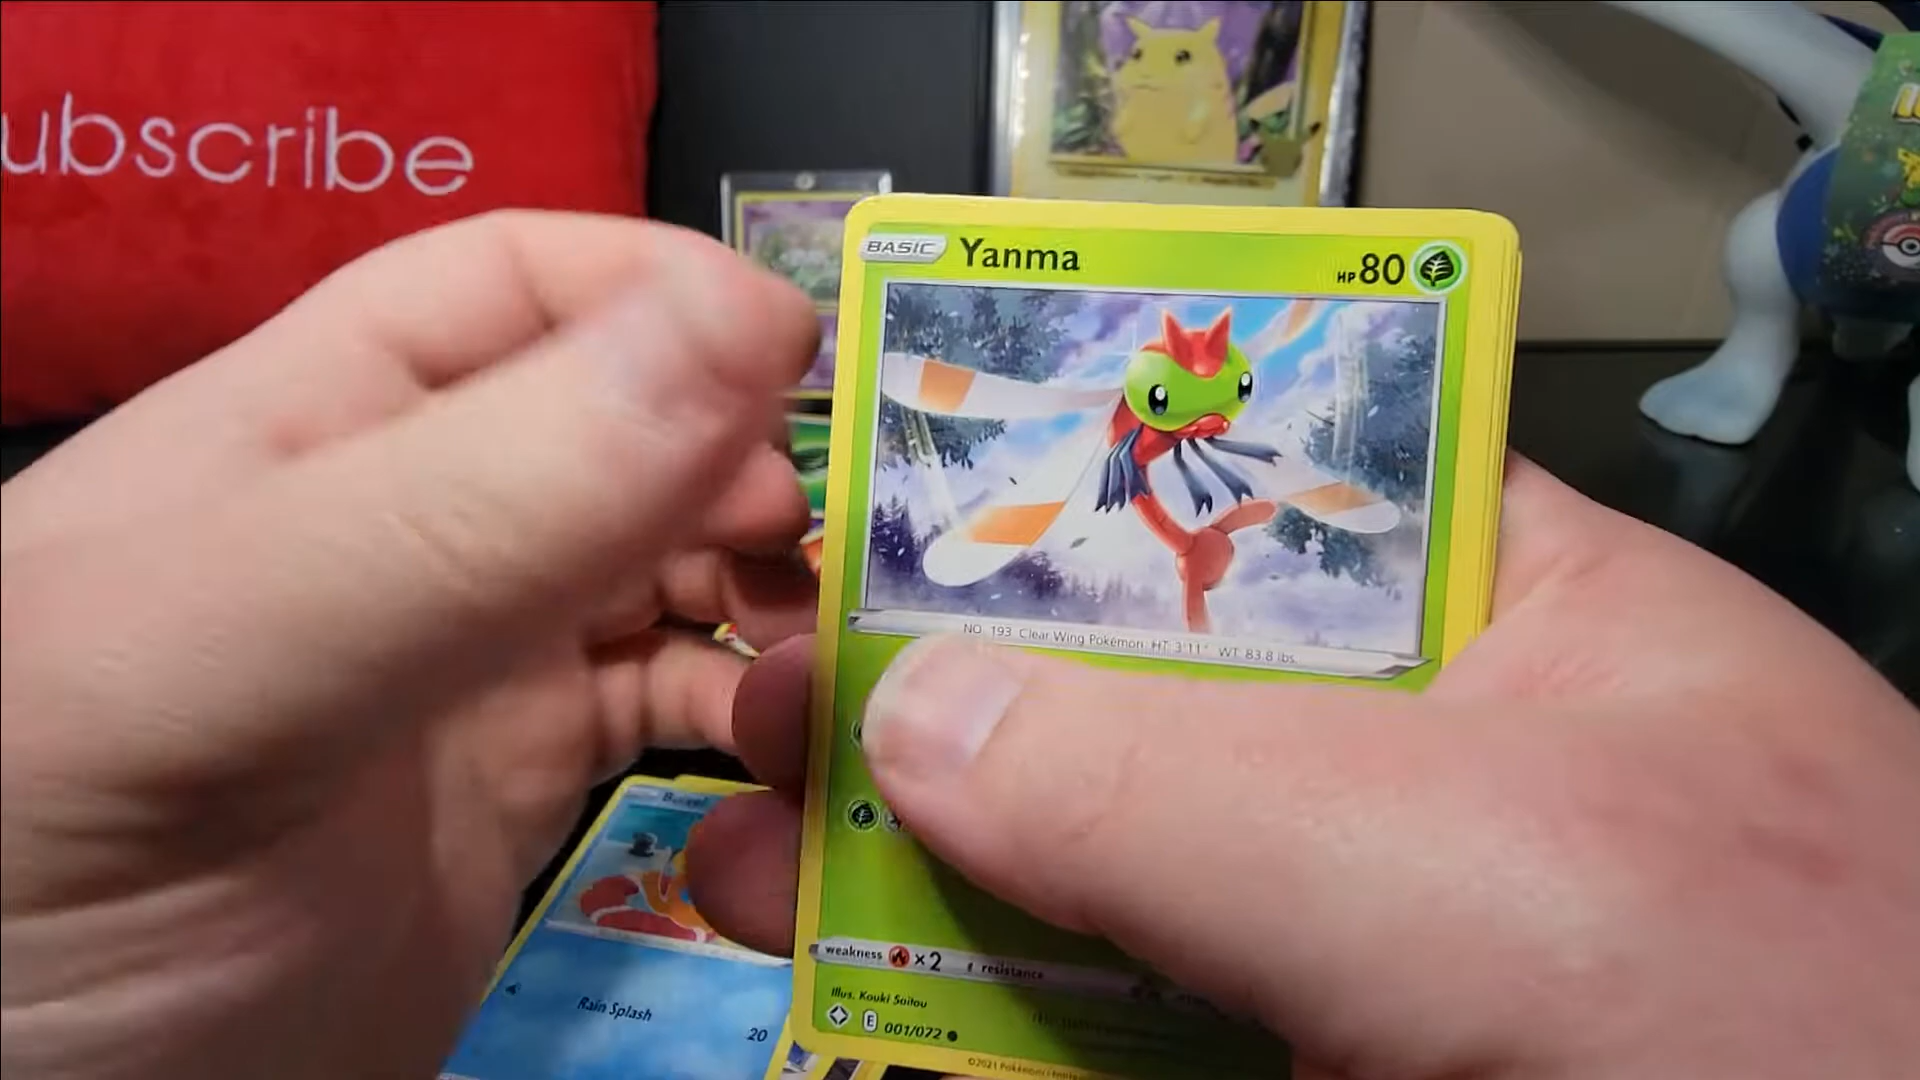 ubscribe
BASIC Yanma HP 80
NO. 193 Clear Wing Pokémon HT: 3'11" WT: 83.8 lbs.
Rain Splash
20
weakness ×2 resistance
Illus. Kouki Saitou
E 001/072
©2021 Pokémon